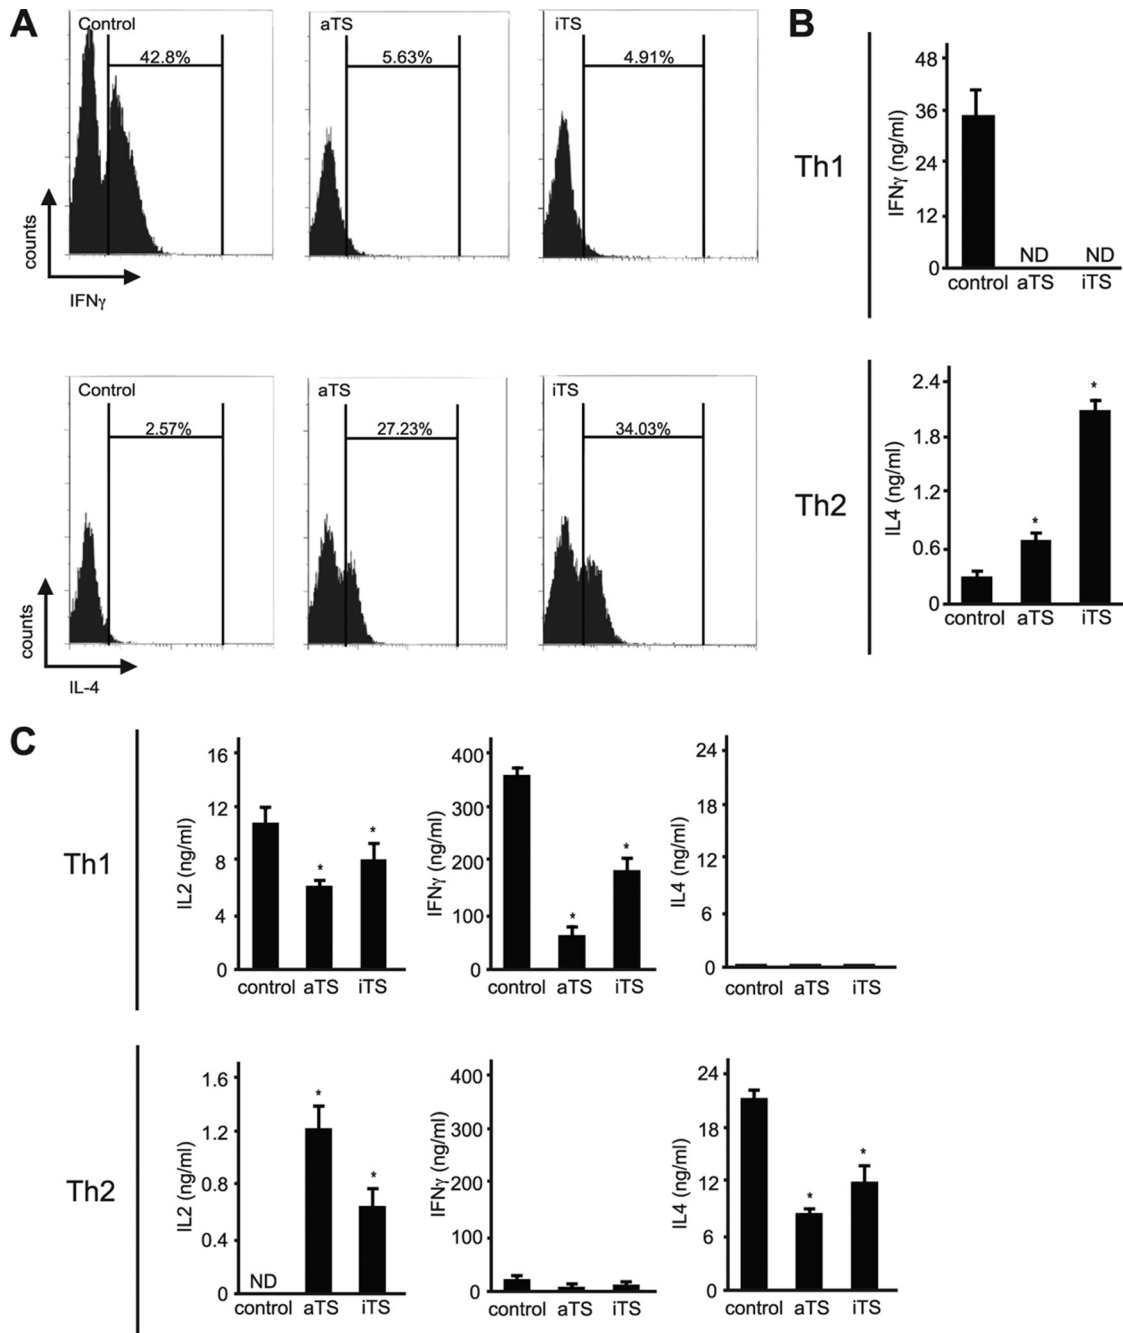 A
Control
42.8%
aTS
5.63%
iTS
4.91%
counts
IFNγ
Control
2.57%
aTS
27.23%
iTS
34.03%
counts
IL-4
B
Th1
IFNγ (ng/ml)
48
36
24
12
0
ND
ND
control aTS iTS
Th2
IL4 (ng/ml)
2.4
1.8
1.2
0.6
0
*
*
control aTS iTS
C
Th1
IL2 (ng/ml)
16
12
8
4
0
*
*
control aTS iTS
IFNγ (ng/ml)
400
300
200
100
0
*
*
control aTS iTS
IL4 (ng/ml)
24
18
12
6
0
control aTS iTS
Th2
IL2 (ng/ml)
1.6
1.2
0.8
0.4
0
ND
*
*
control aTS iTS
IFNγ (ng/ml)
400
300
200
100
0
control aTS iTS
IL4 (ng/ml)
24
18
12
6
0
*
*
control aTS iTS